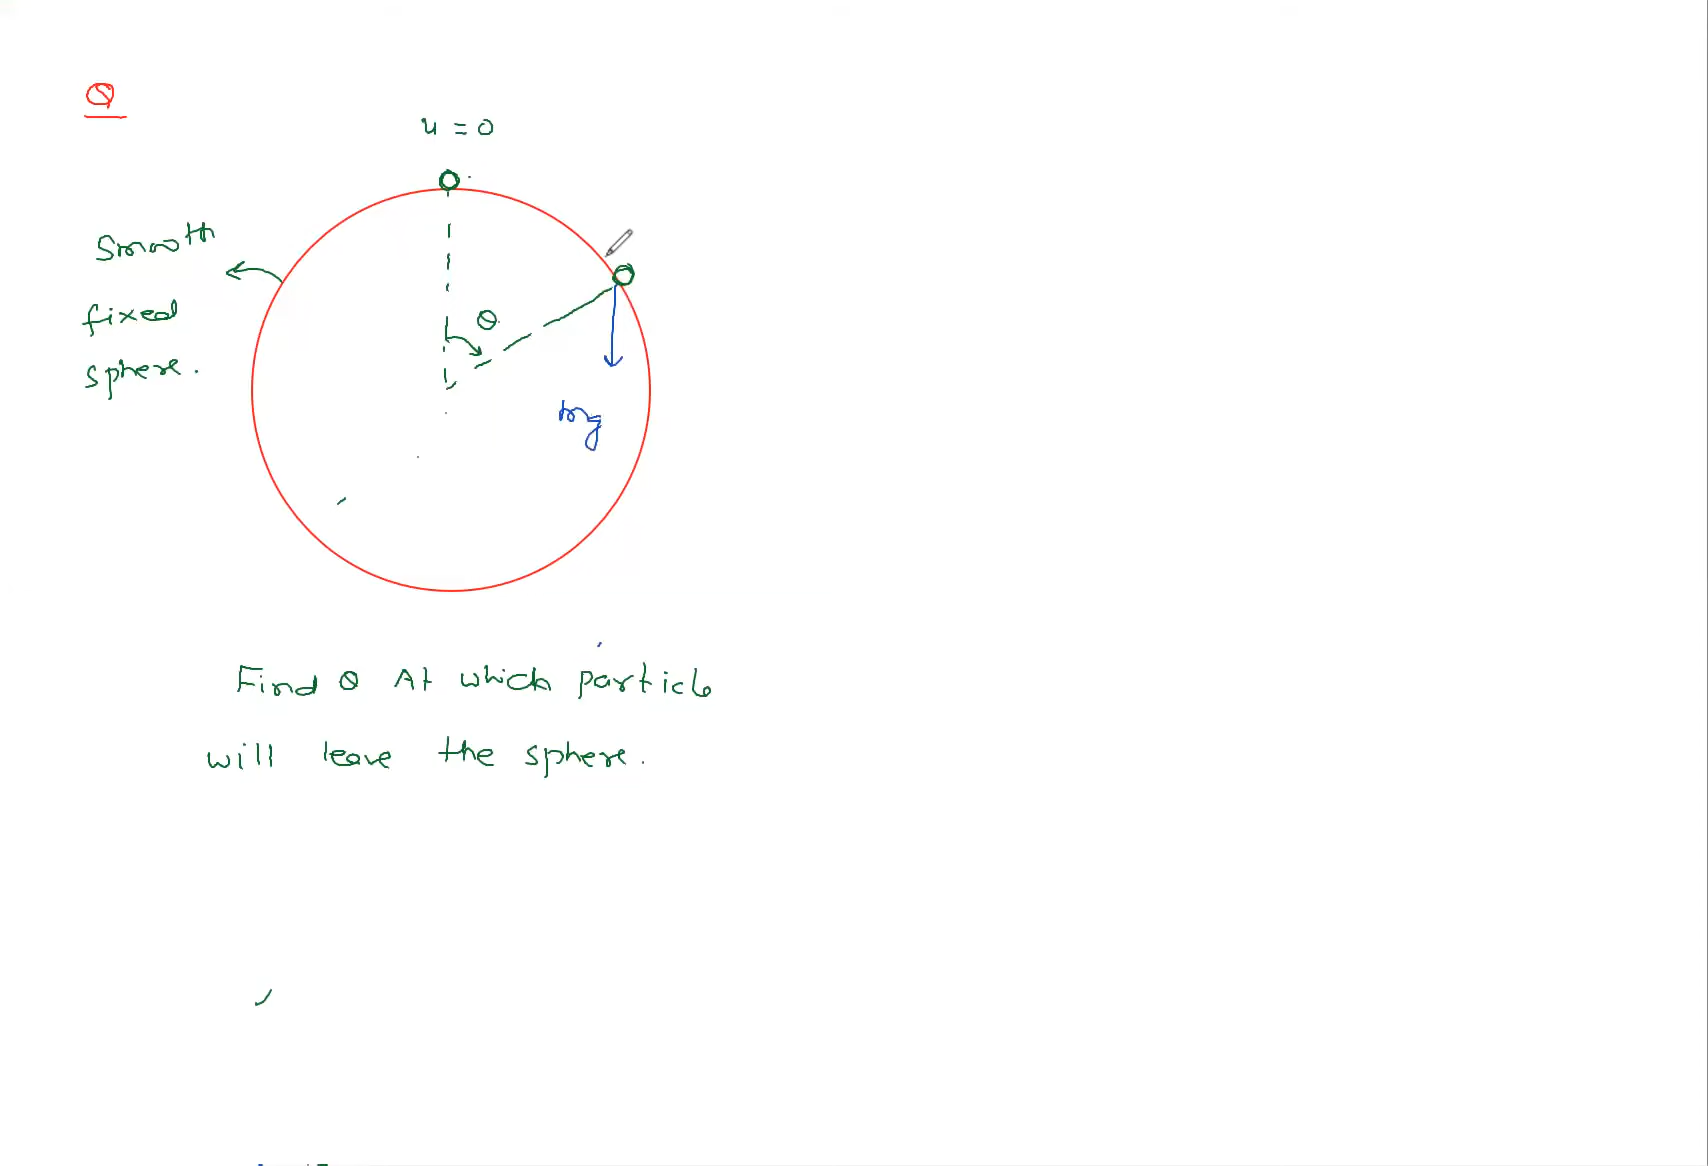 Q
u = 0
Smooth
fixed
sphere.
θ
mg
Find θ At which particle
will leave the sphere.